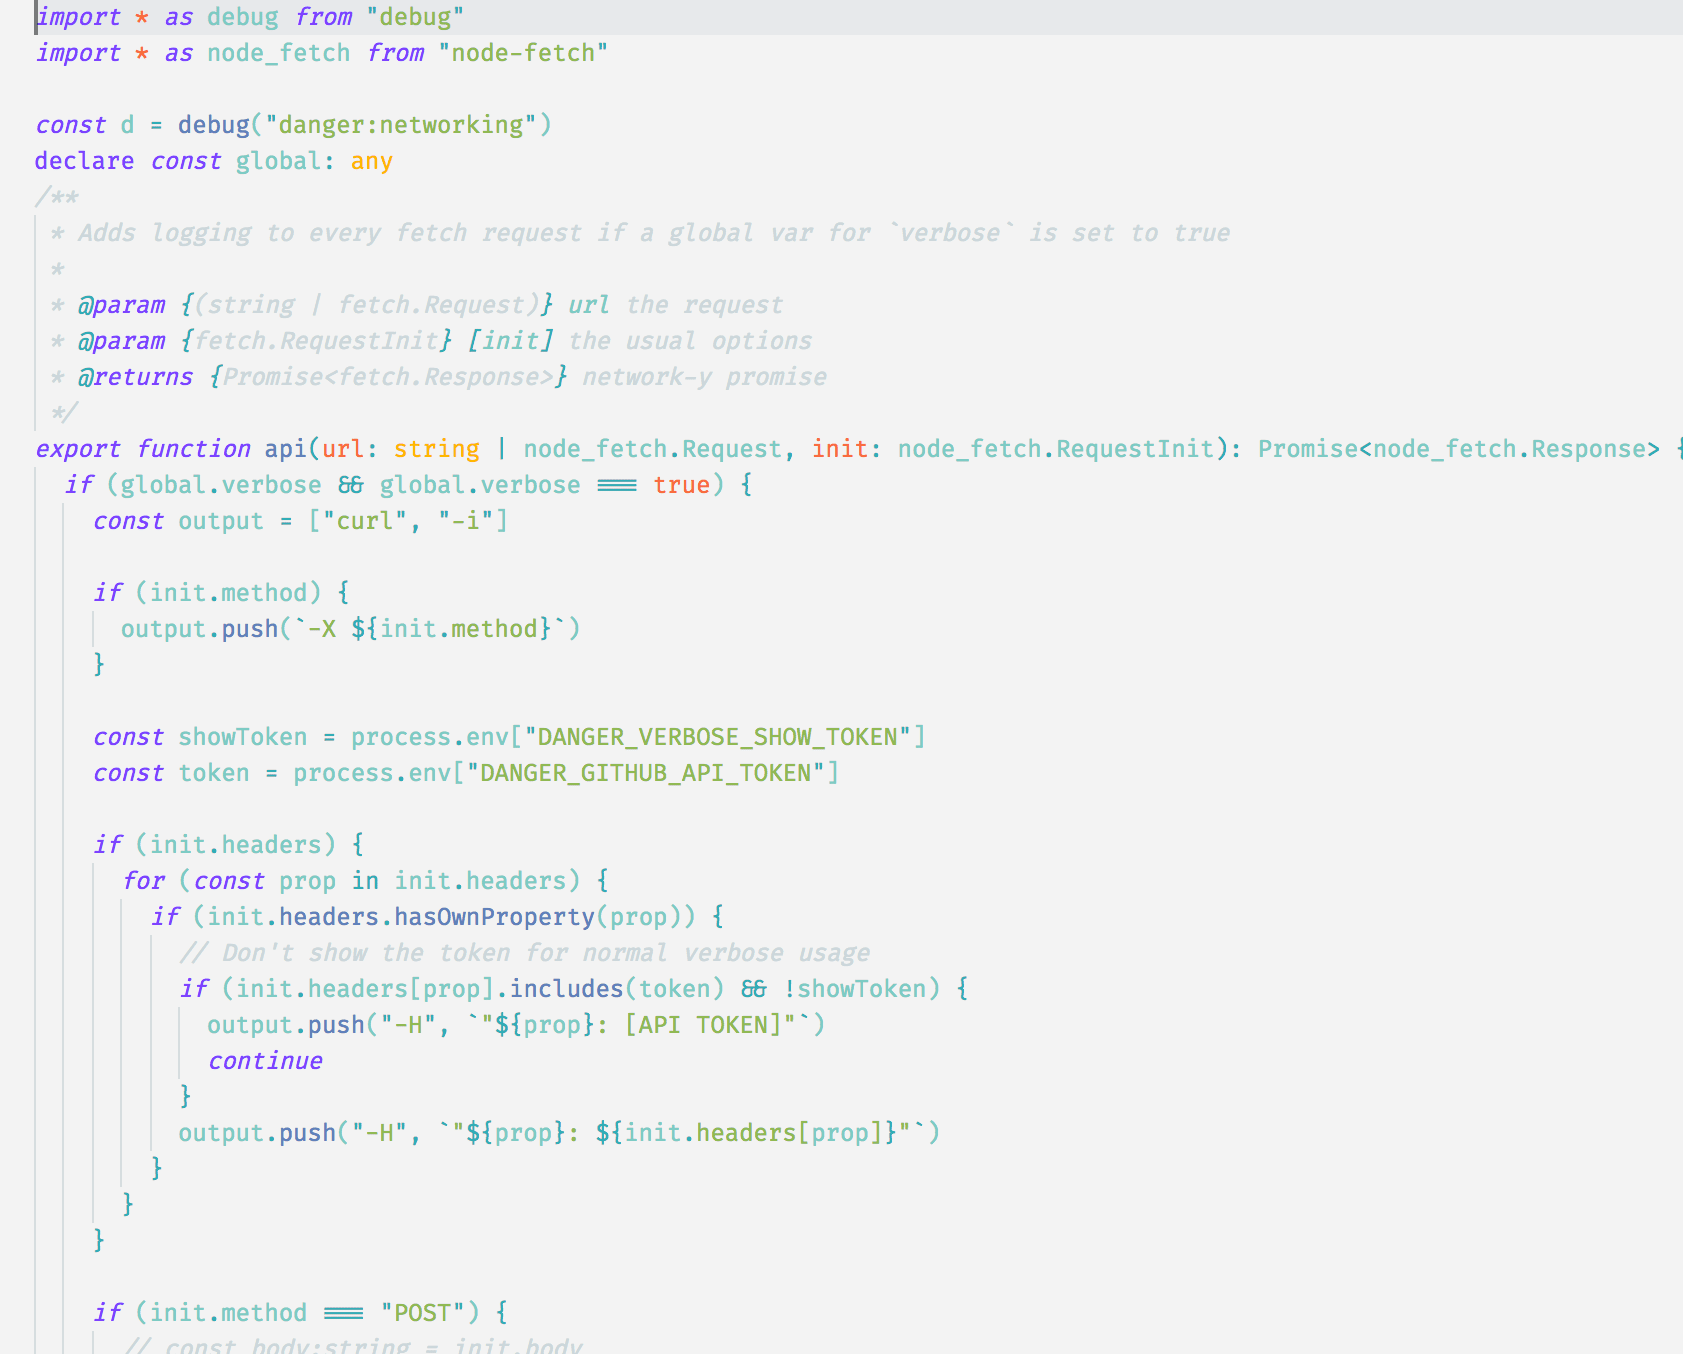 import * as debug from "debug"
import * as node_fetch from "node-fetch"

const d = debug("danger:networking")
declare const global: any
/**
 * Adds logging to every fetch request if a global var for `verbose` is set to true
 *
 * @param {(string | fetch.Request)} url the request
 * @param {fetch.RequestInit} [init] the usual options
 * @returns {Promise<fetch.Response>} network-y promise
 */
export function api(url: string | node_fetch.Request, init: node_fetch.RequestInit): Promise<node_fetch.Response> {
  if (global.verbose && global.verbose === true) {
    const output = ["curl", "-i"]

    if (init.method) {
      output.push(`-X ${init.method}`)
    }

    const showToken = process.env["DANGER_VERBOSE_SHOW_TOKEN"]
    const token = process.env["DANGER_GITHUB_API_TOKEN"]

    if (init.headers) {
      for (const prop in init.headers) {
        if (init.headers.hasOwnProperty(prop)) {
          // Don't show the token for normal verbose usage
          if (init.headers[prop].includes(token) && !showToken) {
            output.push("-H", `"${prop}: [API TOKEN]"`)
            continue
          }
          output.push("-H", `"${prop}: ${init.headers[prop]}"`)
        }
      }
    }

    if (init.method === "POST") {
      // const body:string = init.body